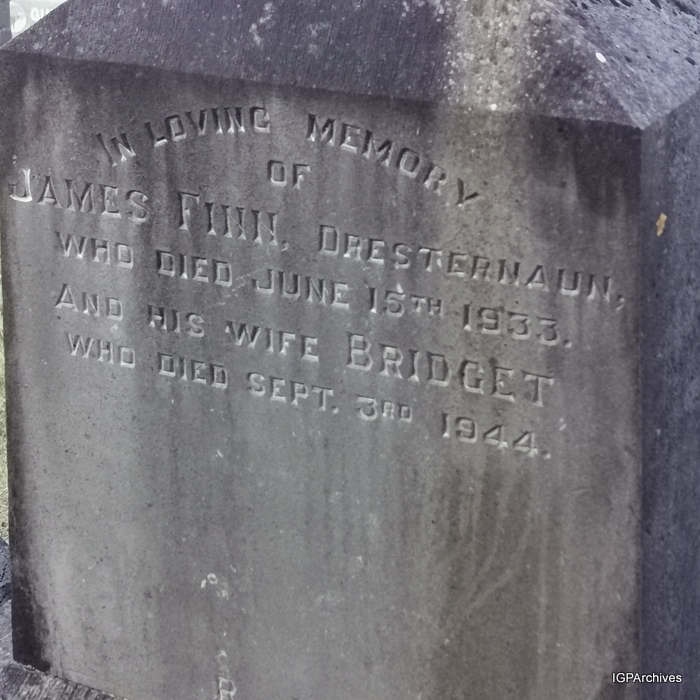 IN LOVING MEMORY
OF
JAMES FINN, DRESTERNAUN,
WHO DIED JUNE 15TH 1933.
AND HIS WIFE BRIDGET
WHO DIED SEPT. 3RD 1944.
R
IGPArchives